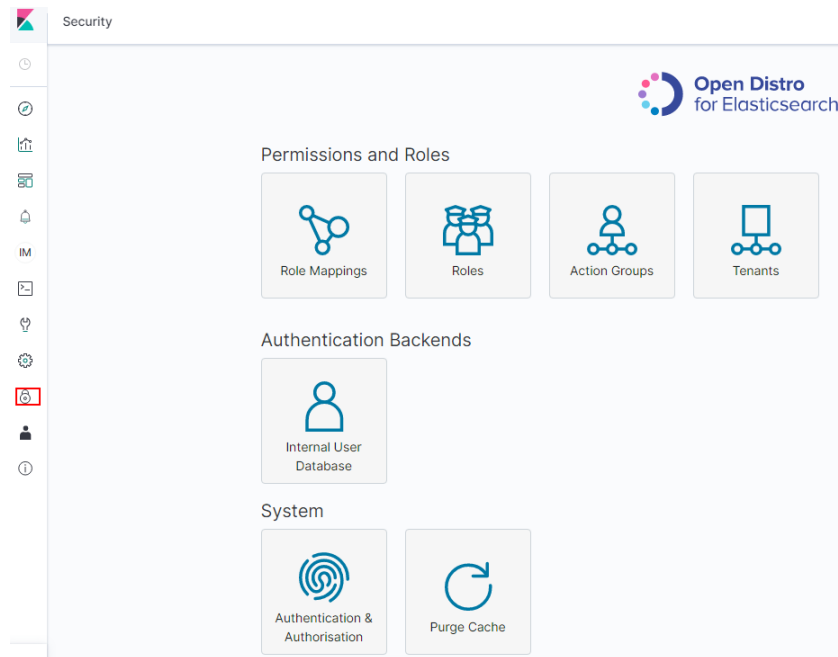 Security
Open Distro
for Elasticsearch
Permissions and Roles
Role Mappings
Roles
Action Groups
Tenants
IM
Authentication Backends
Internal User
Database
System
Authentication &
Authorisation
Purge Cache